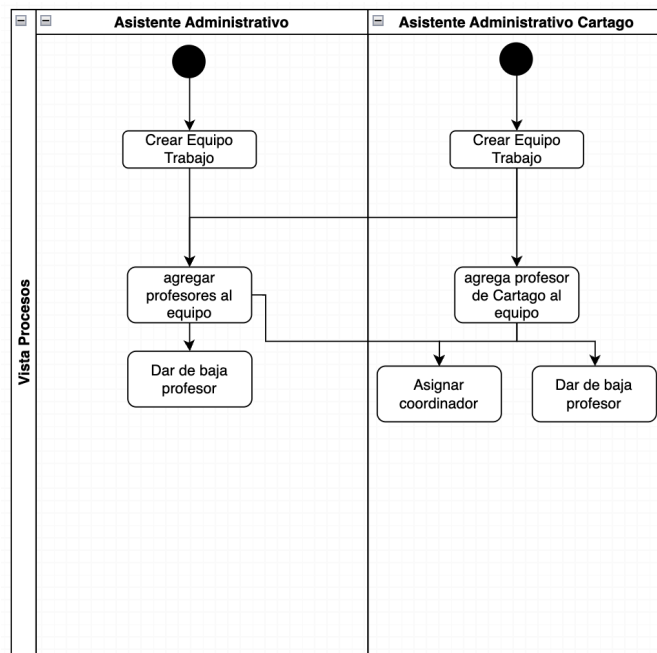 Asistente Administrativo
Asistente Administrativo Cartago
Vista Procesos
Crear Equipo
Trabajo
Crear Equipo
Trabajo
agregar
profesores al
equipo
agrega profesor
de Cartago al
equipo
Dar de baja
profesor
Asignar
coordinador
Dar de baja
profesor